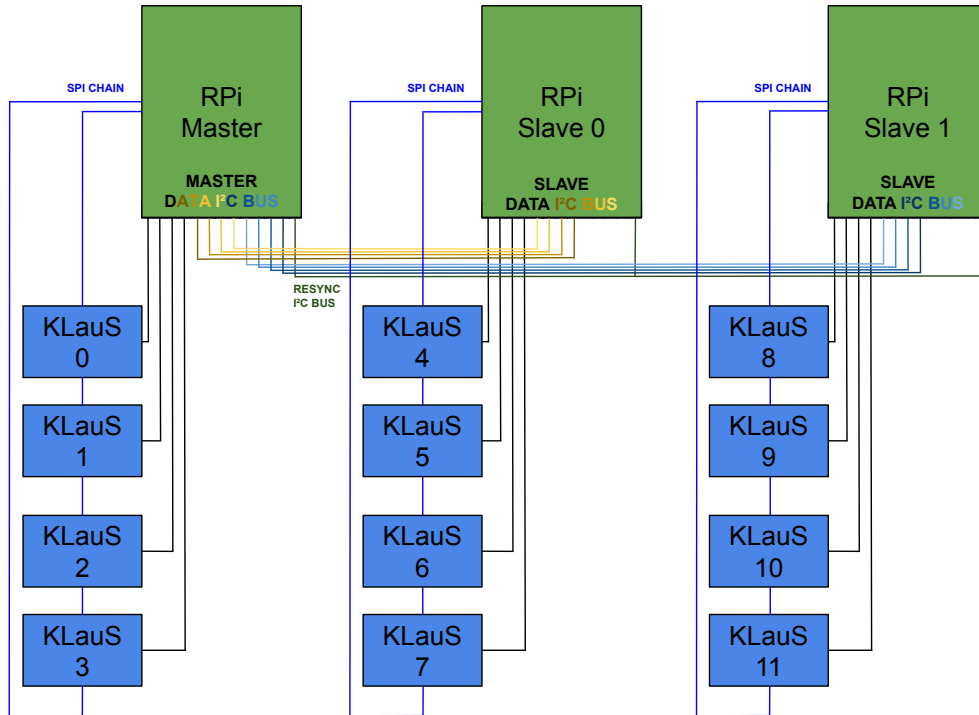 SPI CHAIN
RPi
Master
MASTER
DATA I²C BUS
SPI CHAIN
RPi
Slave 0
SLAVE
DATA I²C BUS
SPI CHAIN
RPi
Slave 1
SLAVE
DATA I²C BUS
RESYNC
I²C BUS
KLauS
0
KLauS
4
KLauS
8
KLauS
1
KLauS
5
KLauS
9
KLauS
2
KLauS
6
KLauS
10
KLauS
3
KLauS
7
KLauS
11